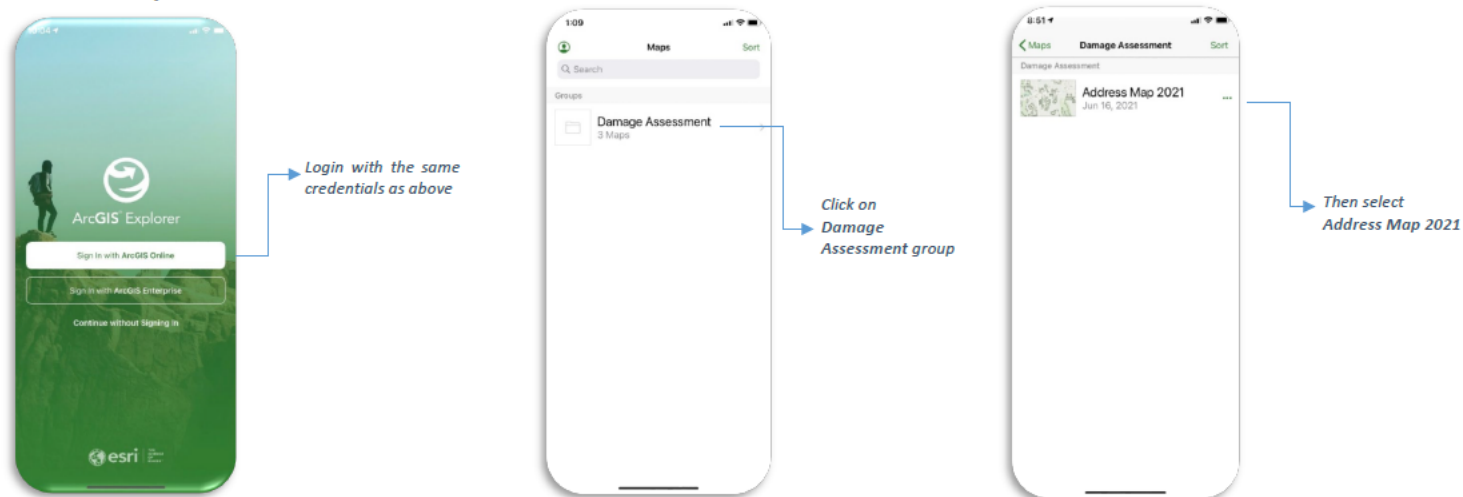 10:04
ArcGIS Explorer
Sign In with ArcGIS Online
Sign In with ArcGIS Enterprise
Continue without Signing In
esri
Login with the same
credentials as above
1:09
Maps
Sort
Search
Groups
Damage Assessment
3 Maps
Click on
Damage
Assessment group
8:51
Maps
Damage Assessment
Sort
Damage Assessment
Address Map 2021
Jun 16, 2021
Then select
Address Map 2021